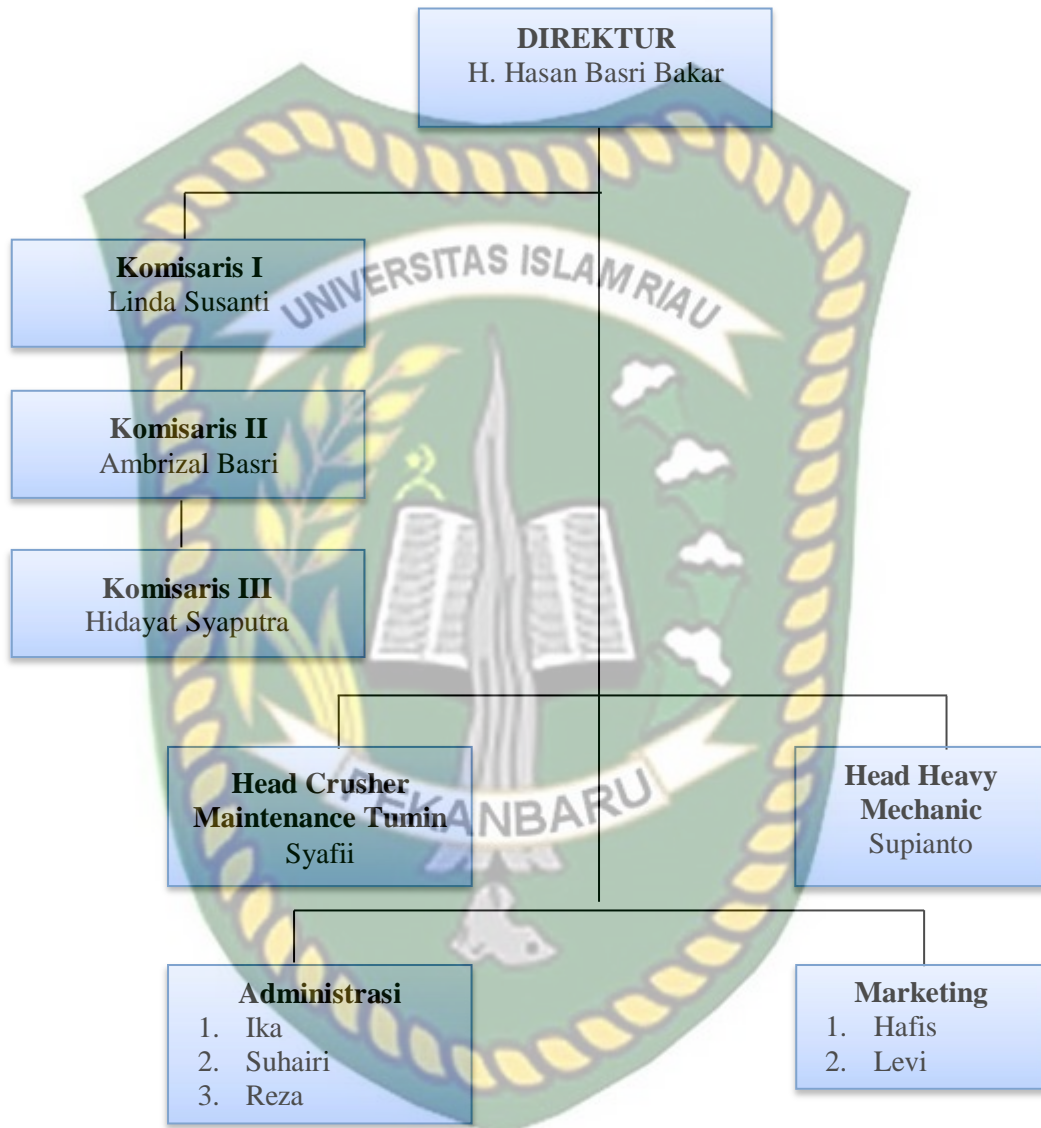 DIREKTUR
H. Hasan Basri Bakar
UNIVERSITAS ISLAM RIAU
Komisaris I
Linda Susanti
Komisaris II
Ambrizal Basri
Komisaris III
Hidayat Syaputra
Head Crusher
Maintenance Tumin
Syafii
Head Heavy
Mechanic
Supianto
PEKANBARU
Administrasi
1. Ika
2. Suhairi
3. Reza
Marketing
1. Hafis
2. Levi